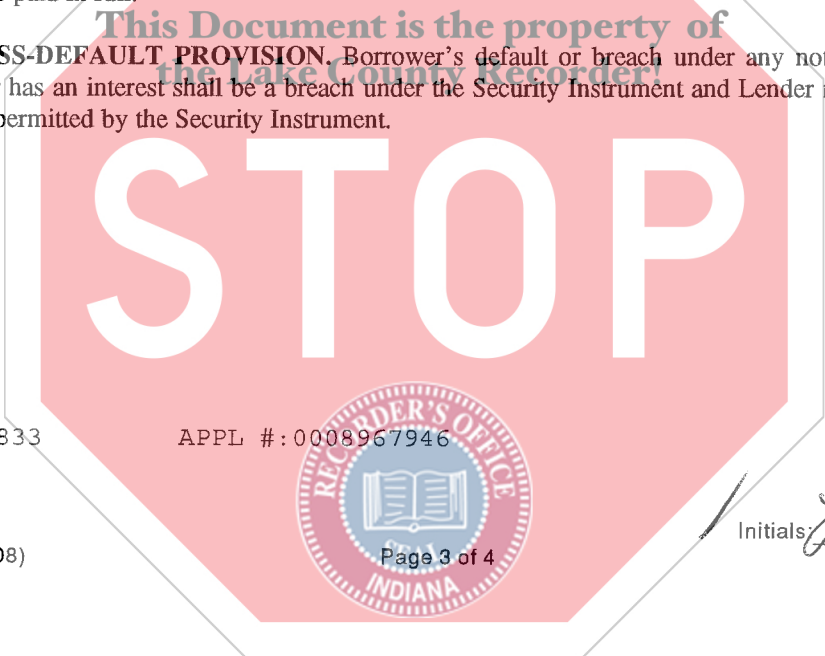 This Document is the property of
SS-DEFAULT PROVISION. Borrower's default or breach under any not
the Lake County Recorder!
has an interest shall be a breach under the Security Instrument and Lender
permitted by the Security Instrument.
STOP
RECORDER'S OFFICE
833 APPL #:0008967946
Initials:
SEAL
08) Page 3 of 4
INDIANA